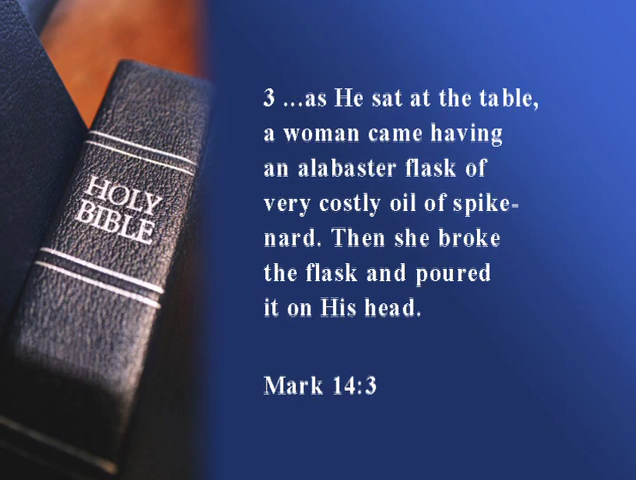 HOLY
BIBLE
3 ...as He sat at the table,
a woman came having
an alabaster flask of
very costly oil of spike-
nard. Then she broke
the flask and poured
it on His head.
Mark 14:3